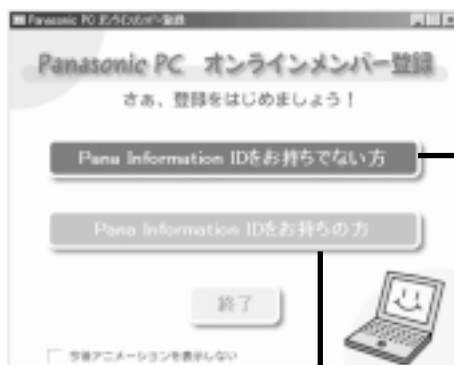 Panasonic PC オンラインメンバー登録
Panasonic PC オンラインメンバー登録
さぁ、登録をはじめましょう！
Pana Information IDをお持ちでない方
Pana Information IDをお持ちの方
終了
今後アニメーションを表示しない